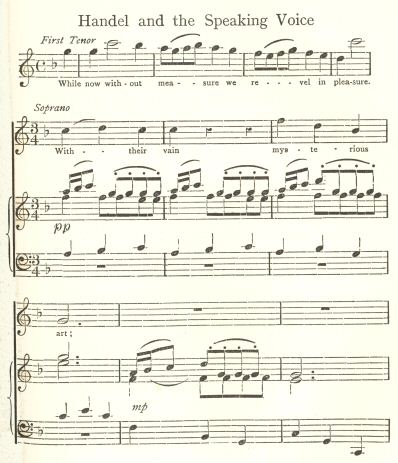 Handel and the Speaking Voice
First Tenor
While now with-out mea - - sure we re - - vel in plea-sure.
Soprano
With- - their vain mys - te - rious
pp
art;
mp